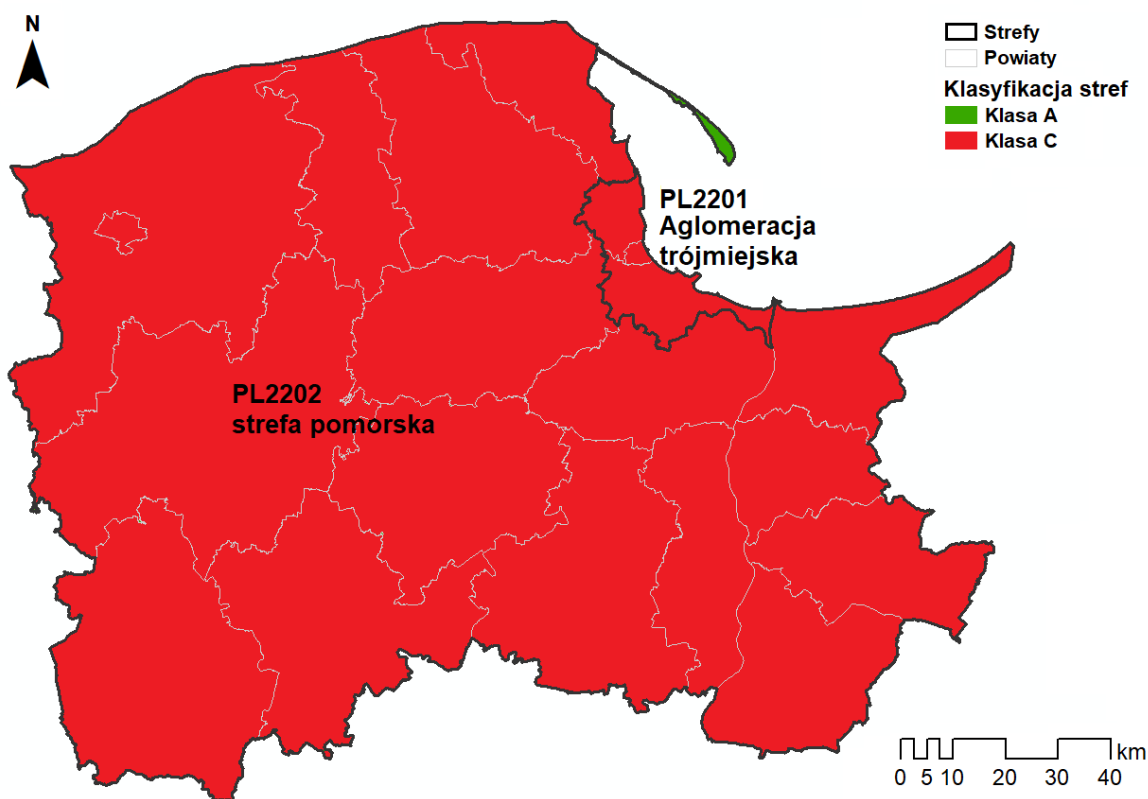 N
Strefy
Powiaty
Klasyfikacja stref
Klasa A
Klasa C
PL2201
Aglomeracja
trójmiejska
PL2202
strefa pomorska
km
0 5 10 20 30 40